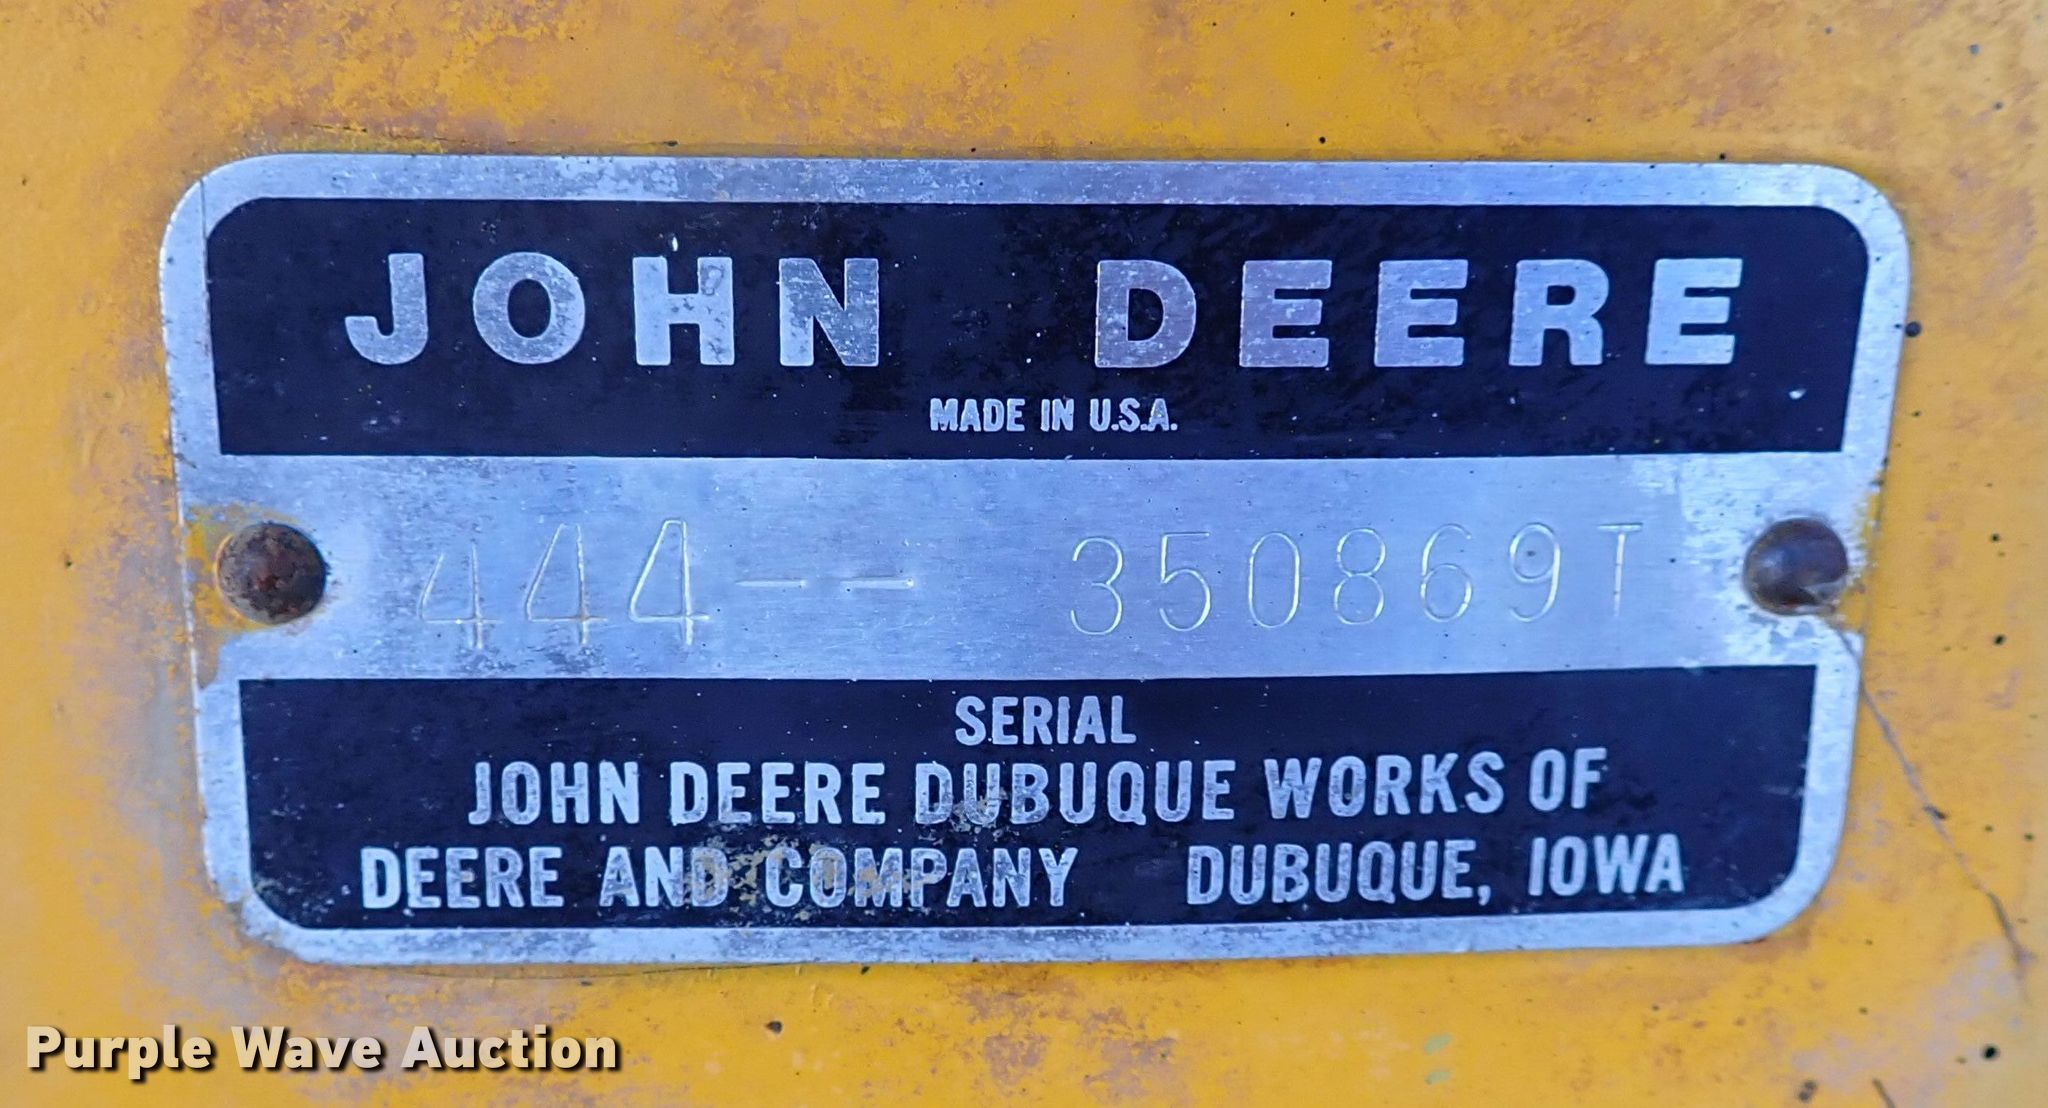 JOHN DEERE
MADE IN U.S.A.
444-- 350869T
SERIAL
JOHN DEERE DUBUQUE WORKS OF
DEERE AND COMPANY DUBUQUE, IOWA
Purple Wave Auction